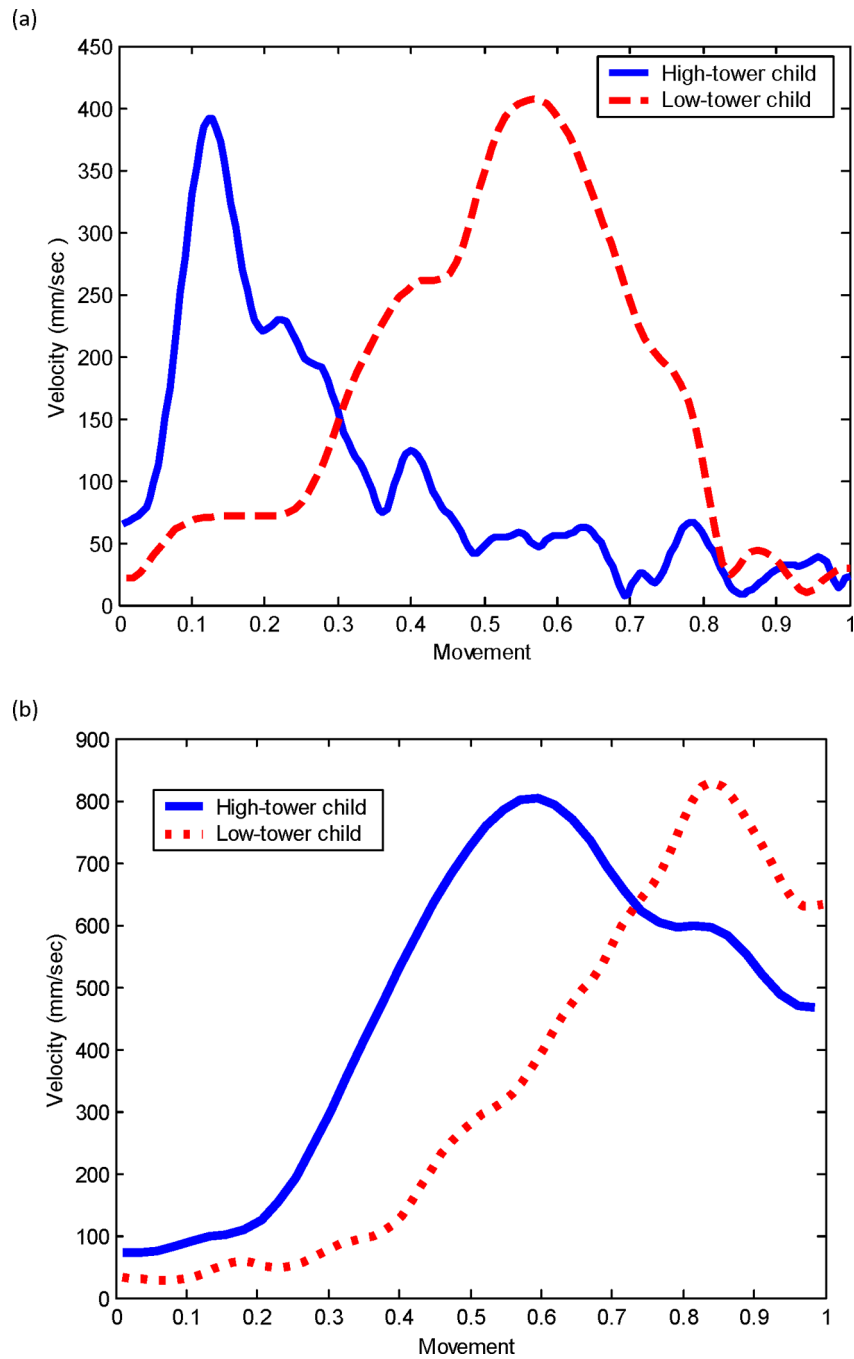 (a)
450
400
350
300
250
200
150
100
50
0
Velocity (mm/sec )
High-tower child
Low-tower child
0 0.1 0.2 0.3 0.4 0.5 0.6 0.7 0.8 0.9 1
Movement
(b)
900
800
700
600
500
400
300
200
100
0
Velocity (mm/sec)
High-tower child
Low-tower child
0 0.1 0.2 0.3 0.4 0.5 0.6 0.7 0.8 0.9 1
Movement